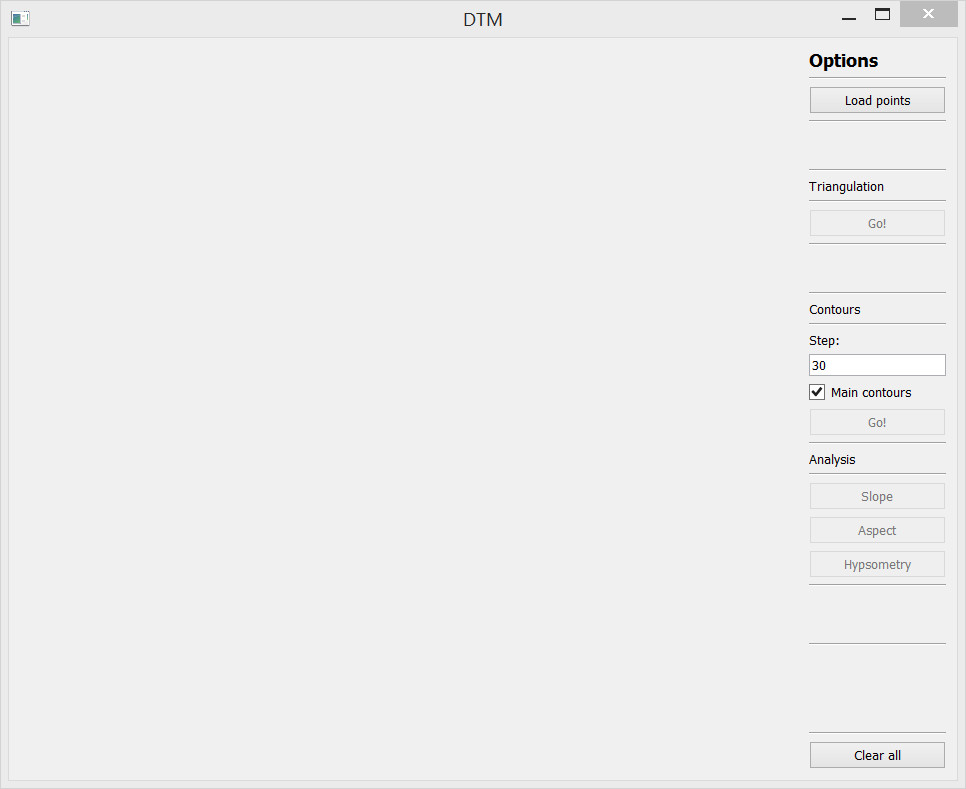 DTM
Options
Load points
Triangulation
Go!
Contours
Step:
30
Main contours
Go!
Analysis
Slope
Aspect
Hypsometry
Clear all